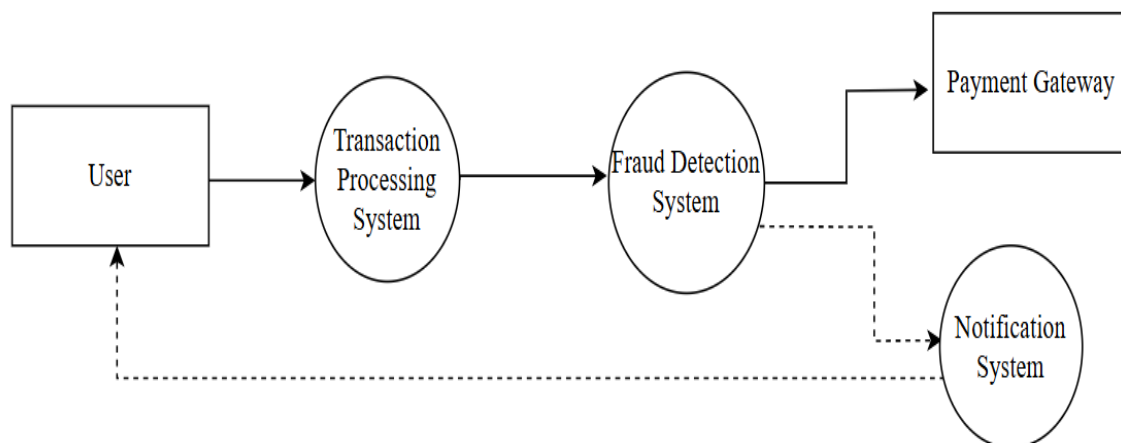 User
Transaction
Processing
System
Fraud Detection
System
Payment Gateway
Notification
System